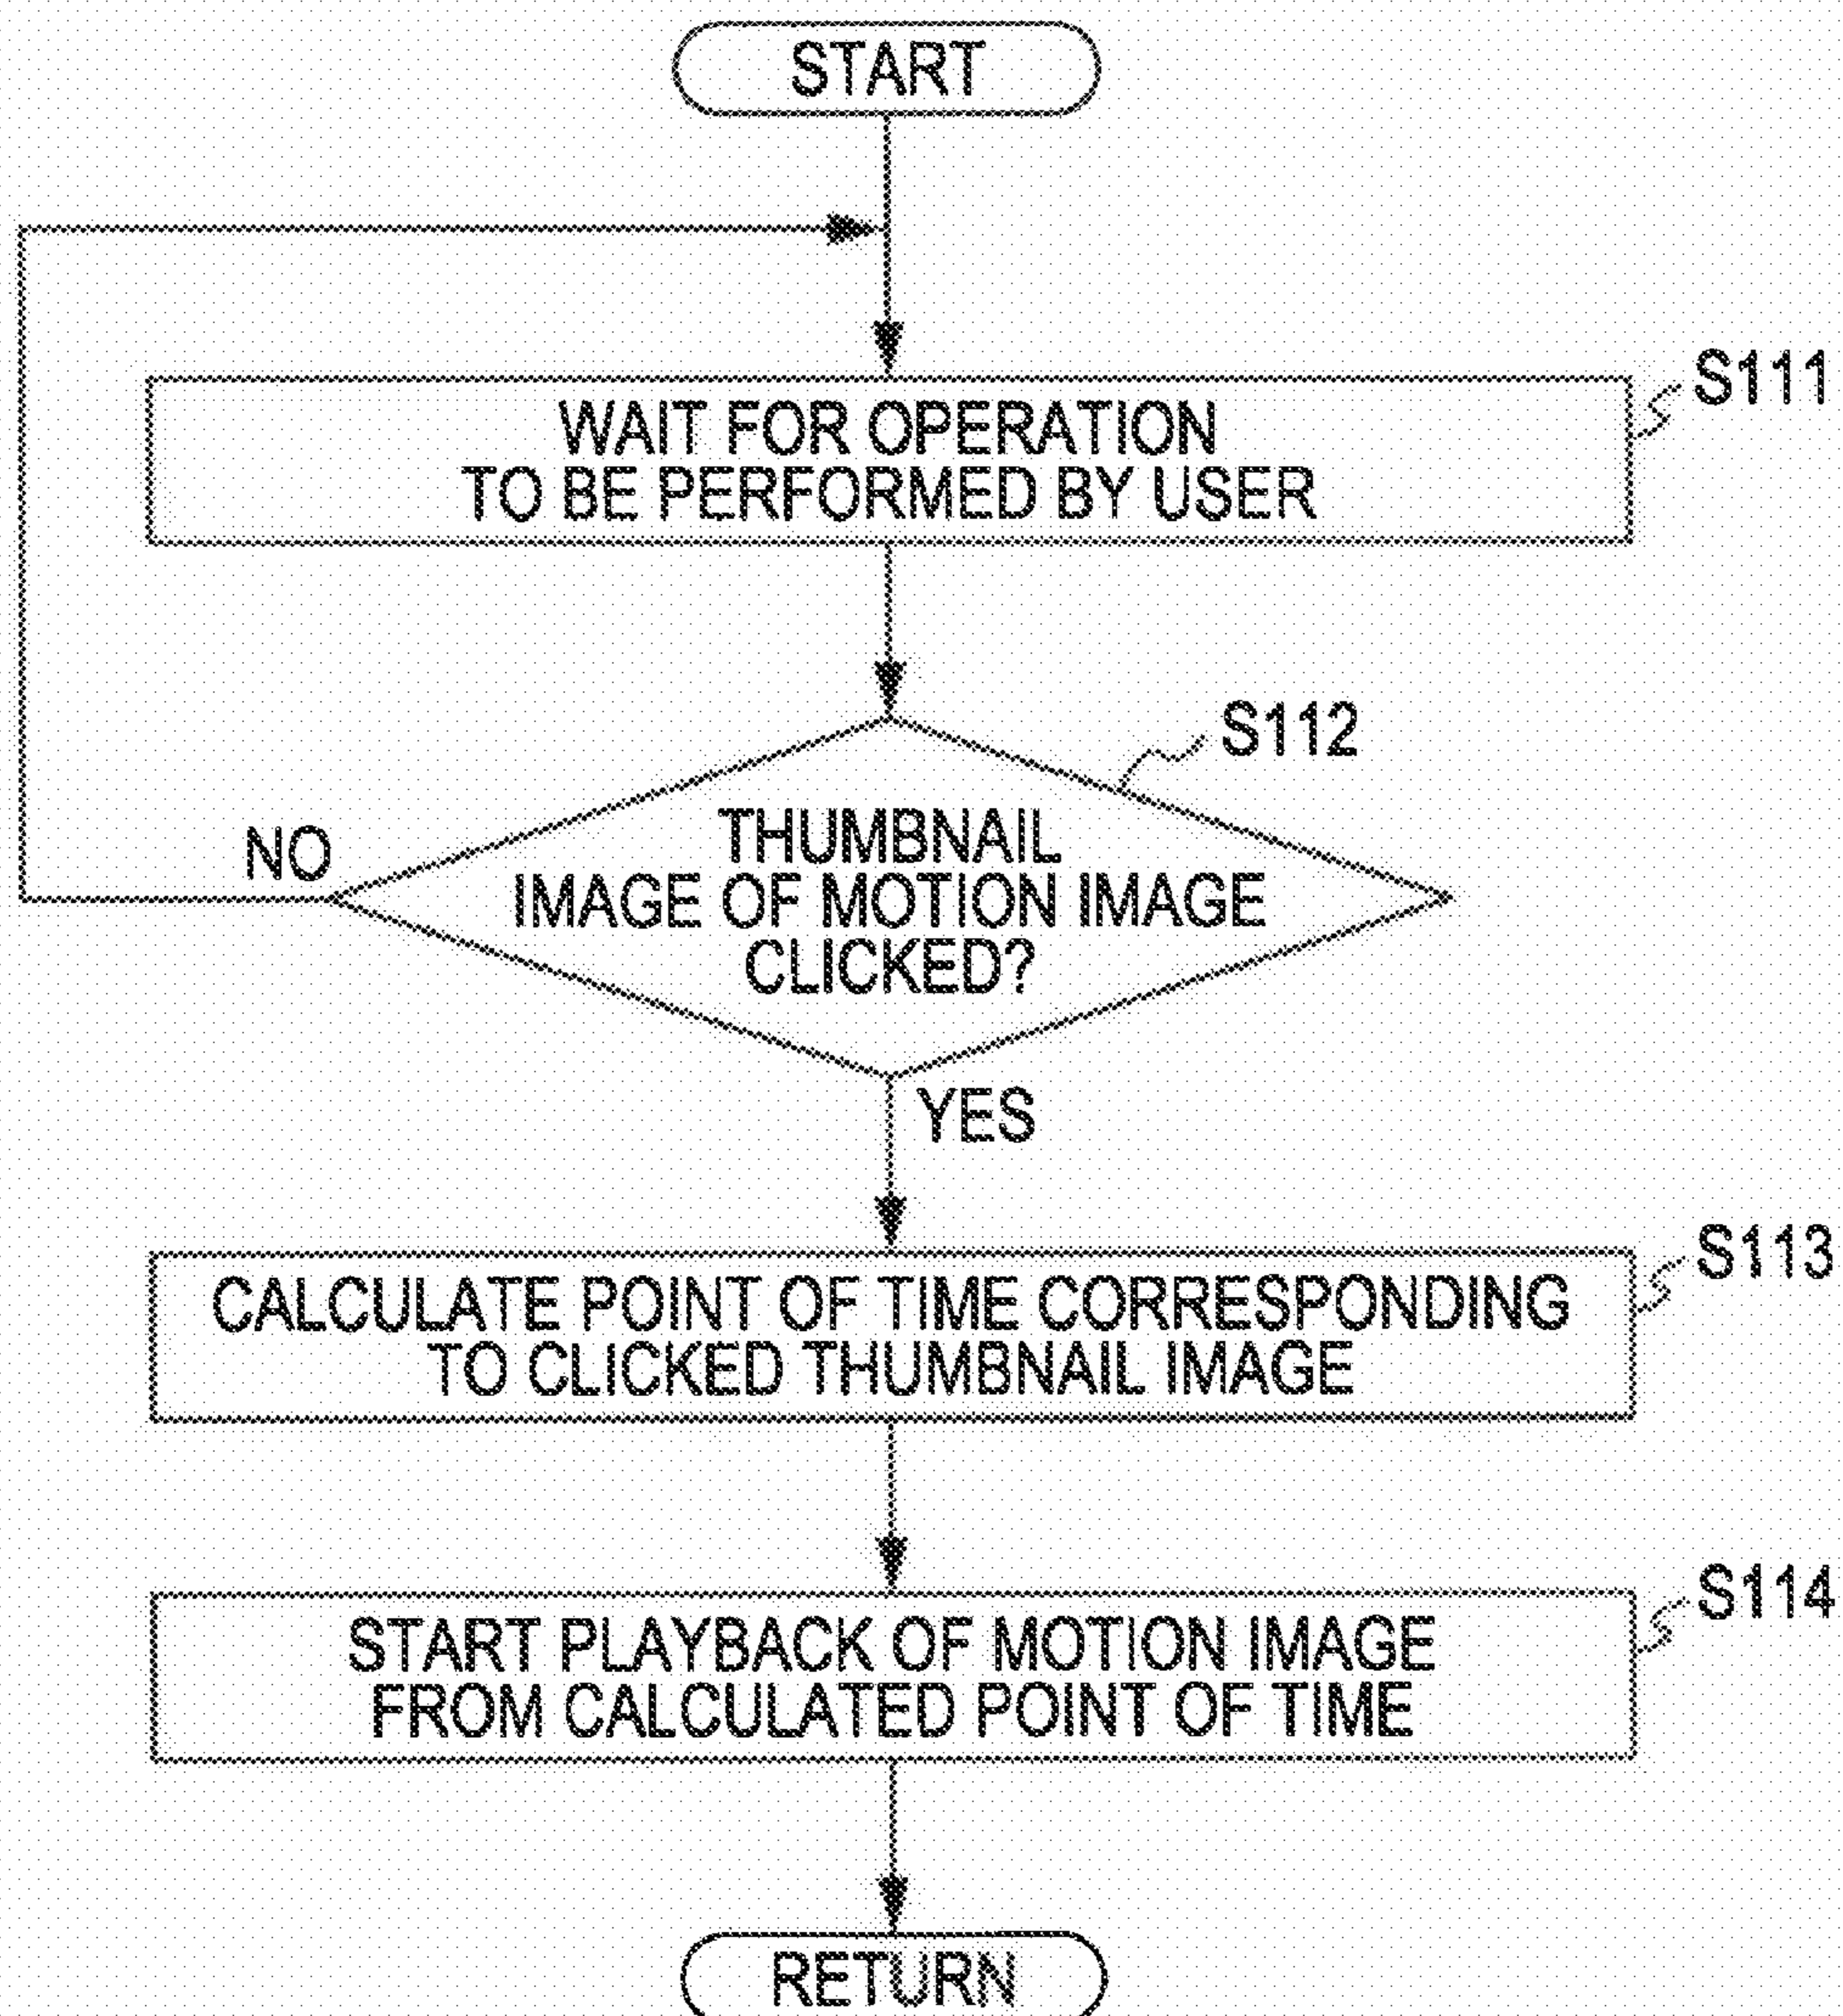 START
WAIT FOR OPERATION
TO BE PERFORMED BY USER
S111
S112
THUMBNAIL
IMAGE OF MOTION IMAGE
CLICKED?
NO
YES
CALCULATE POINT OF TIME CORRESPONDING
TO CLICKED THUMBNAIL IMAGE
S113
START PLAYBACK OF MOTION IMAGE
FROM CALCULATED POINT OF TIME
S114
RETURN